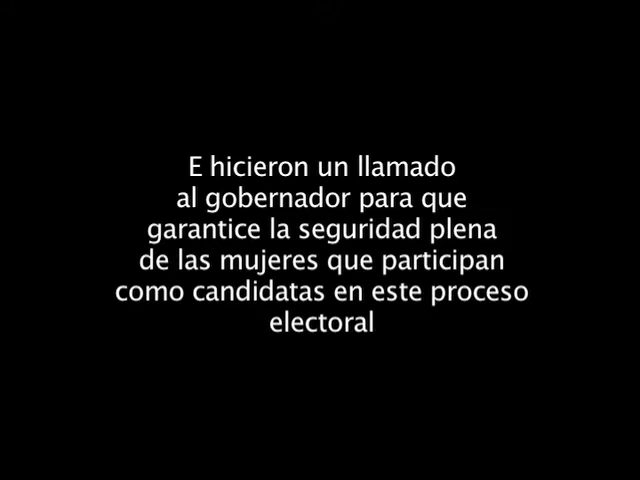 E hicieron un llamado
al gobernador para que
garantice la seguridad plena
de las mujeres que participan
como candidatas en este proceso
electoral